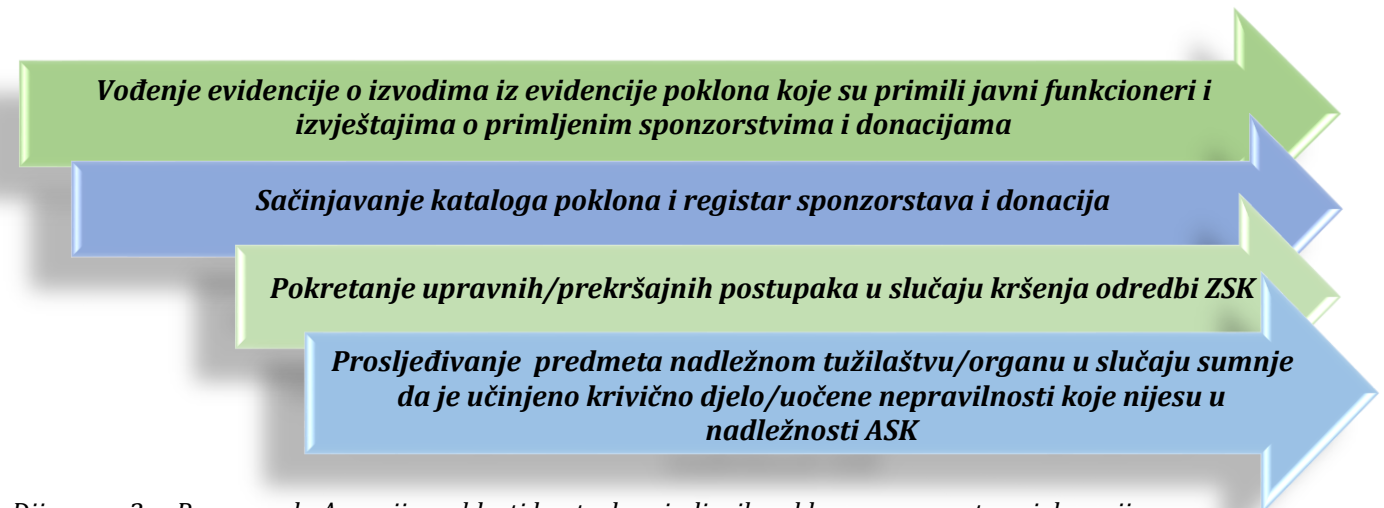 Vođenje evidencije o izvodima iz evidencije poklona koje su primili javni funkcioneri i
izvještajima o primljenim sponzorstvima i donacijama
Sačinjavanje kataloga poklona i registar sponzorstava i donacija
Pokretanje upravnih/prekršajnih postupaka u slučaju kršenja odredbi ZSK
Prosljeđivanje predmeta nadležnom tužilaštvu/organu u slučaju sumnje
da je učinjeno krivično djelo/uočene nepravilnosti koje nijesu u
nadležnosti ASK